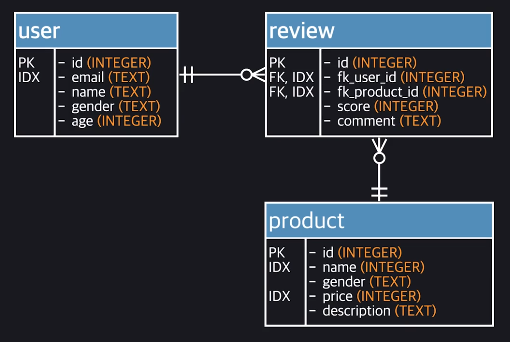 user
PK - id (INTEGER)
IDX - email (TEXT)
- name (TEXT)
- gender (TEXT)
- age (INTEGER)
review
PK - id (INTEGER)
FK, IDX - fk_user_id (INTEGER)
FK, IDX - fk_product_id (INTEGER)
- score (INTEGER)
- comment (TEXT)
product
PK - id (INTEGER)
IDX - name (INTEGER)
- gender (TEXT)
IDX - price (INTEGER)
- description (TEXT)